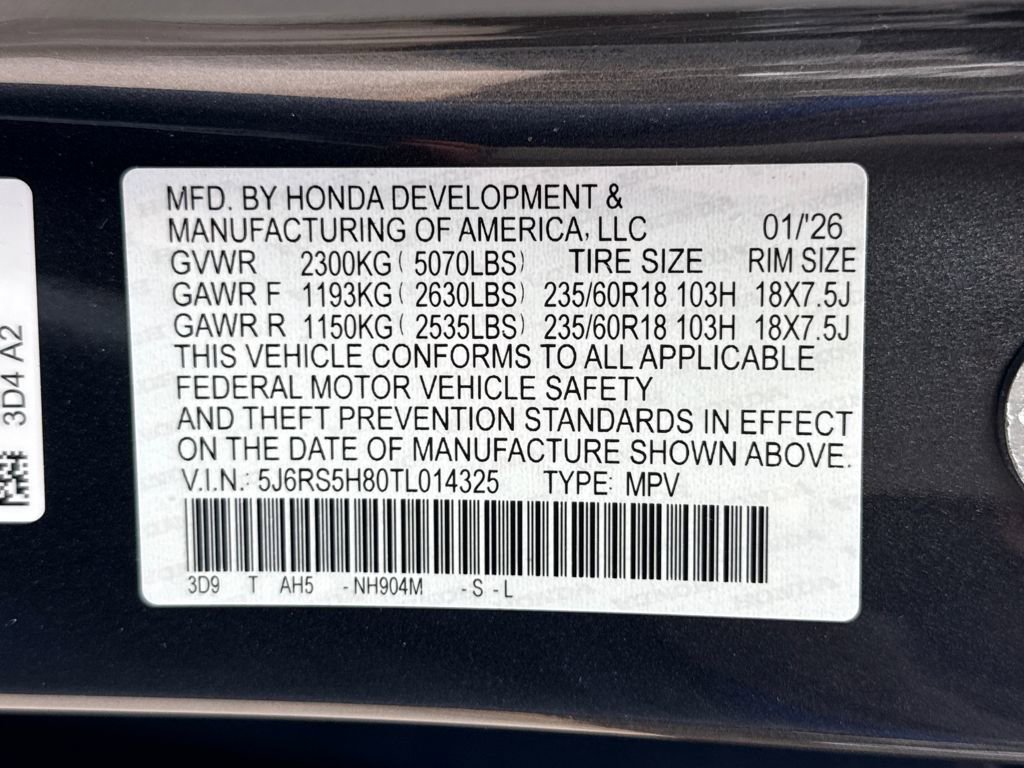 MFD. BY HONDA DEVELOPMENT &
MANUFACTURING OF AMERICA, LLC 01/'26
GVWR 2300KG ( 5070LBS) TIRE SIZE RIM SIZE
GAWR F 1193KG ( 2630LBS) 235/60R18 103H 18X7.5J
GAWR R 1150KG ( 2535LBS) 235/60R18 103H 18X7.5J
THIS VEHICLE CONFORMS TO ALL APPLICABLE
FEDERAL MOTOR VEHICLE SAFETY
AND THEFT PREVENTION STANDARDS IN EFFECT
ON THE DATE OF MANUFACTURE SHOWN ABOVE.
V.I.N.: 5J6RS5H80TL014325 TYPE: MPV
3D9 T AH5 -NH904M -S -L
3D4 A2